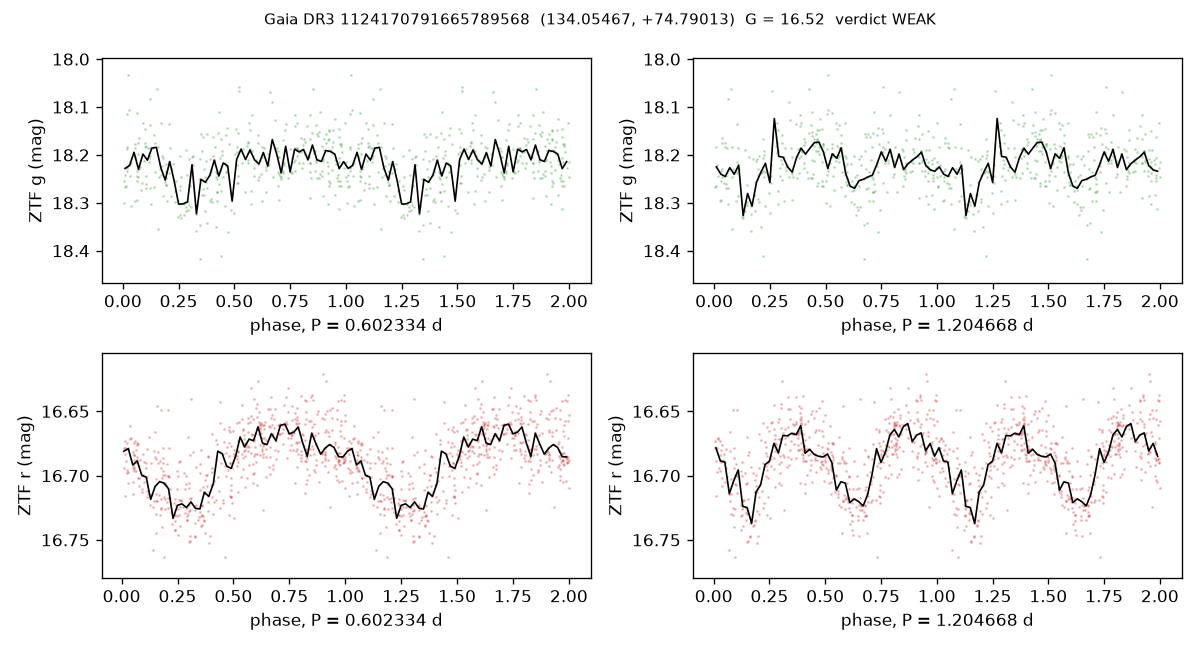 Gaia DR3 1124170791665789568 (134.05467, +74.79013) G = 16.52 verdict WEAK
ZTF g (mag)
18.0
18.1
18.2
18.3
18.4
0.00 0.25 0.50 0.75 1.00 1.25 1.50 1.75 2.00
phase, P = 0.602334 d
ZTF g (mag)
18.0
18.1
18.2
18.3
18.4
0.00 0.25 0.50 0.75 1.00 1.25 1.50 1.75 2.00
phase, P = 1.204668 d
ZTF r (mag)
16.65
16.70
16.75
0.00 0.25 0.50 0.75 1.00 1.25 1.50 1.75 2.00
phase, P = 0.602334 d
ZTF r (mag)
16.65
16.70
16.75
0.00 0.25 0.50 0.75 1.00 1.25 1.50 1.75 2.00
phase, P = 1.204668 d